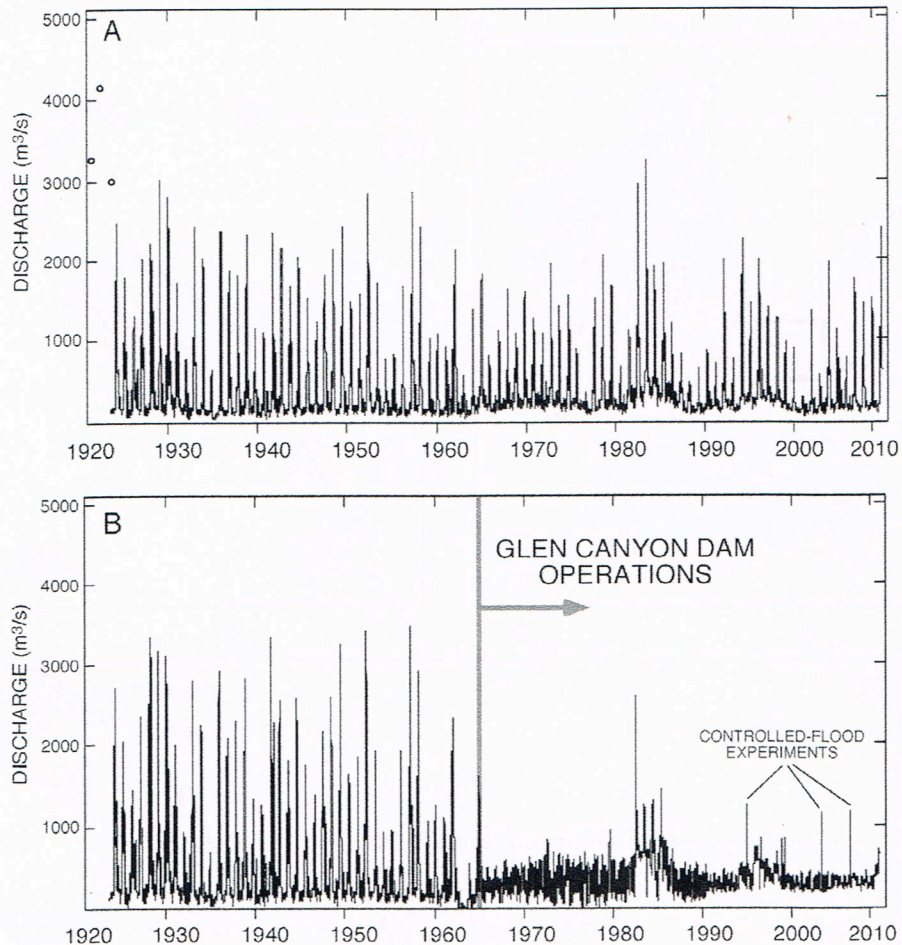 A
5000
4000
3000
2000
1000
DISCHARGE (m³/s)
1920 1930 1940 1950 1960 1970 1980 1990 2000 2010
B
5000
4000
3000
2000
1000
DISCHARGE (m³/s)
GLEN CANYON DAM
OPERATIONS
CONTROLLED-FLOOD
EXPERIMENTS
1920 1930 1940 1950 1960 1970 1980 1990 2000 2010